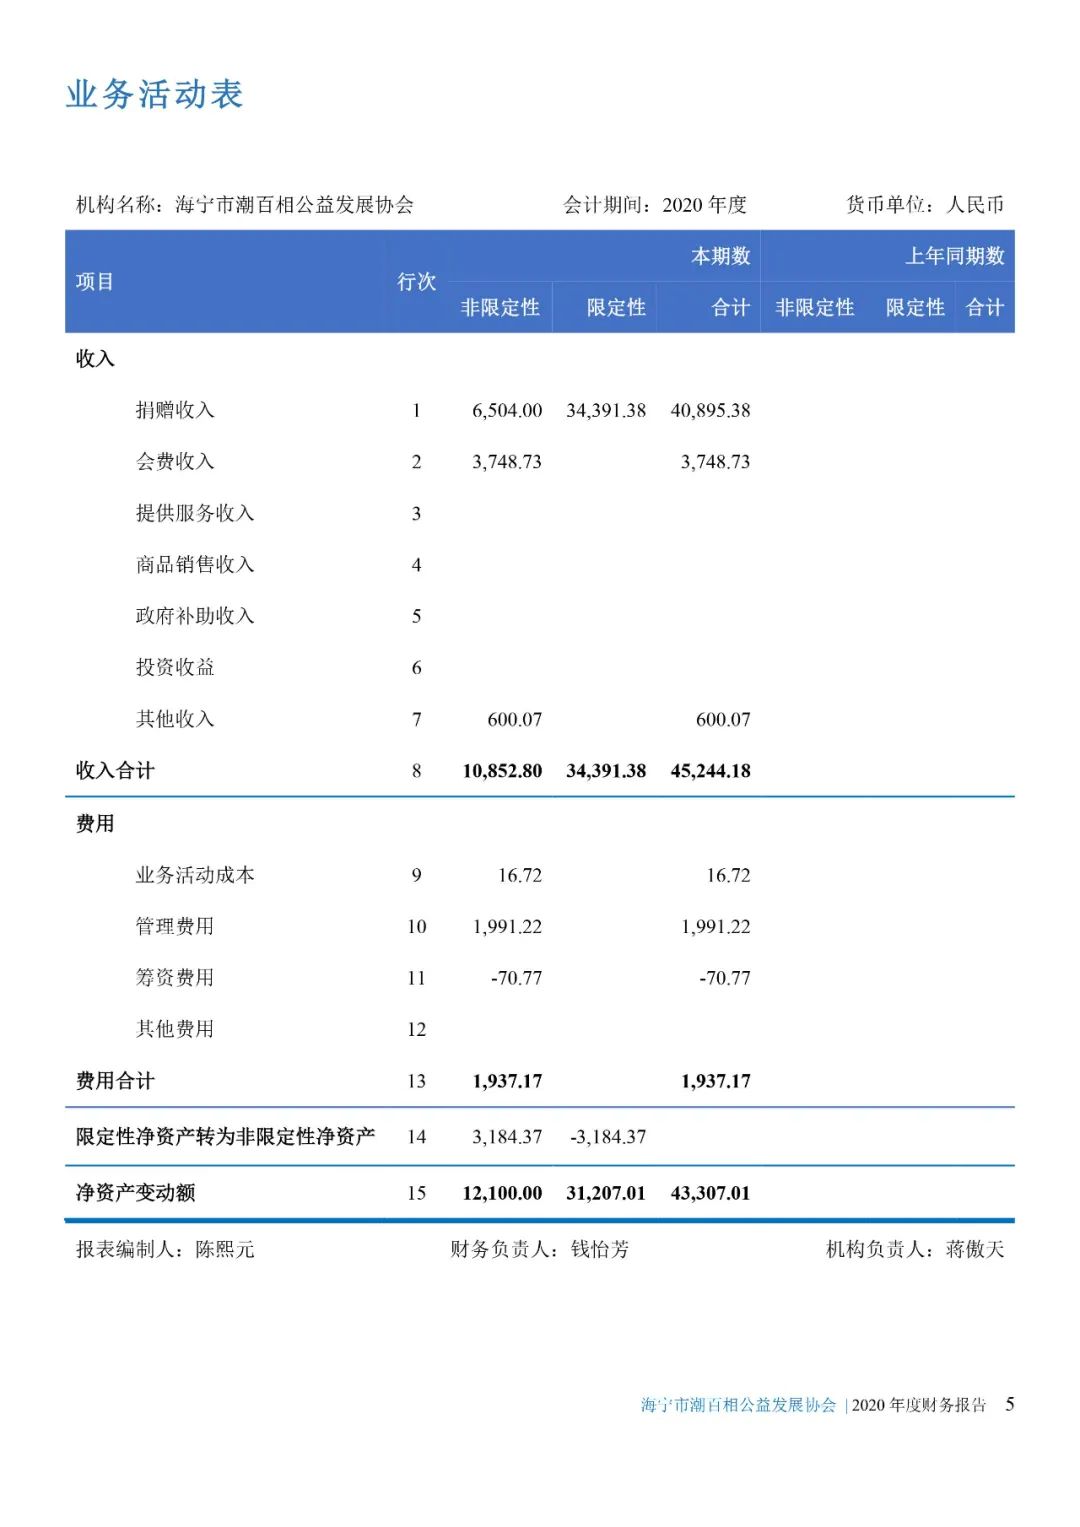 业务活动表
机构名称：海宁市潮百相公益发展协会 会计期间：2020 年度 货币单位：人民币
项目 行次 本期数 上年同期数
非限定性 限定性 合计 非限定性 限定性 合计
收入
捐赠收入 1 6,504.00 34,391.38 40,895.38
会费收入 2 3,748.73 3,748.73
提供服务收入 3
商品销售收入 4
政府补助收入 5
投资收益 6
其他收入 7 600.07 600.07
收入合计 8 10,852.80 34,391.38 45,244.18
费用
业务活动成本 9 16.72 16.72
管理费用 10 1,991.22 1,991.22
筹资费用 11 -70.77 -70.77
其他费用 12
费用合计 13 1,937.17 1,937.17
限定性净资产转为非限定性净资产 14 3,184.37 -3,184.37
净资产变动额 15 12,100.00 31,207.01 43,307.01
报表编制人：陈熙元 财务负责人：钱怡芳 机构负责人：蒋傲天
海宁市潮百相公益发展协会 | 2020 年度财务报告 5